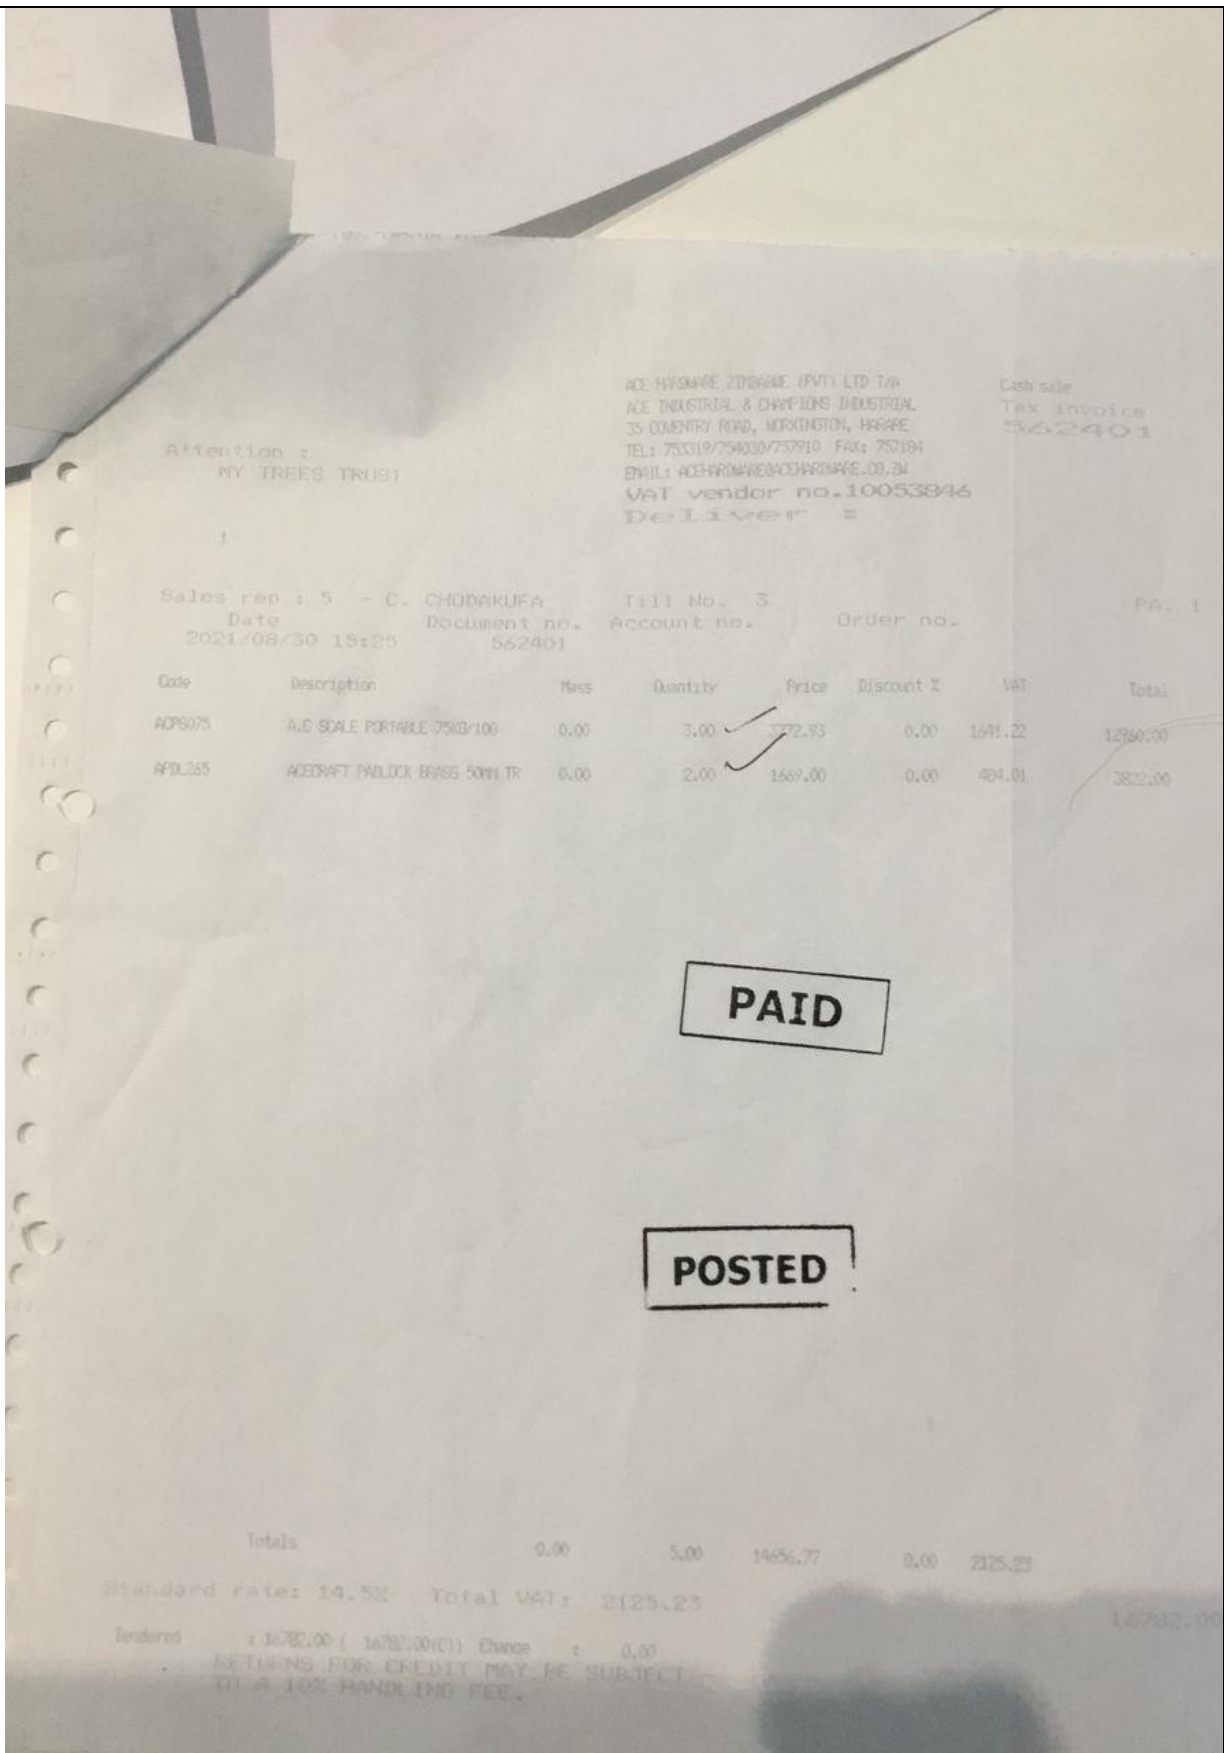 ACE HARDWARE ZIMBABWE (PVT) LTD T/A
ACE INDUSTRIAL & CHAMPIONS INDUSTRIAL
35 COVENTRY ROAD, WORKINGTON, HARARE
TEL: 753319/754030/757910 FAX: 757184
EMAIL: ACEHARDWARE@ACEHARDWARE.CO.ZW
VAT vendor no.10053846
Deliver :
Cash sale
Tax invoice
562401
Attention :
MY TREES TRUST
1
Sales rep : 5 - C. CHODAKUFA Till No. 3 PA. 1
Date Document no. Account no. Order no.
2021/08/30 15:25 562401
Code Description Mass Quantity Price Discount % VAT Total
ACPS075 A.C SCALE PORTABLE 75KG/10G 0.00 3.00 3772.93 0.00 1641.22 12960.00
APDL265 ACECRAFT PADLOCK BRASS 50MM TR 0.00 2.00 1669.00 0.00 484.01 3822.00
PAID
POSTED
Totals 0.00 5.00 14656.77 0.00 2125.23
Standard rate: 14.5% Total VAT: 2125.23
16782.00
Tendered : 16782.00 ( 16782.00(C)) Change : 0.00
RETURNS FOR CREDIT MAY BE SUBJECT
TO A 10% HANDLING FEE.